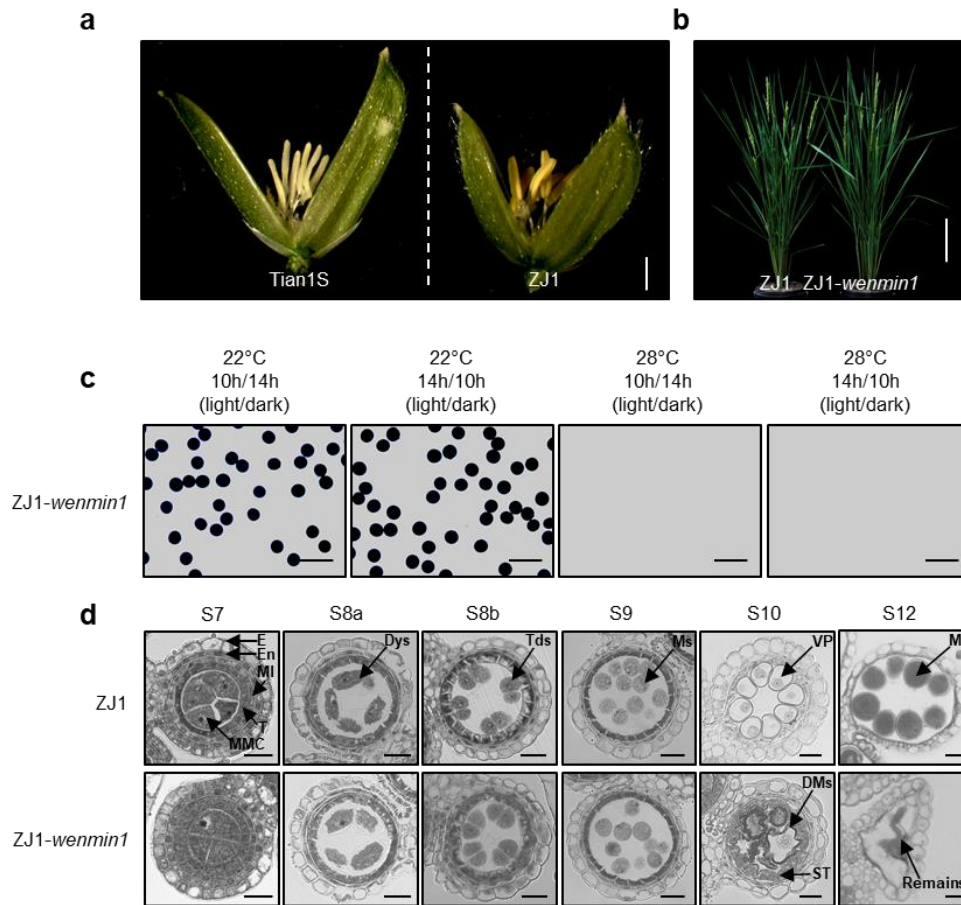 a
b
Tian1S
ZJ1
ZJ1
ZJ1-wenmin1
c
22°C
10h/14h
(light/dark)
22°C
14h/10h
(light/dark)
28°C
10h/14h
(light/dark)
28°C
14h/10h
(light/dark)
ZJ1-wenmin1
d
S7
S8a
S8b
S9
S10
S12
ZJ1
E
En
MI
T
MMC
Dys
Tds
Ms
VP
ZJ1-wenmin1
DMs
ST
Remains